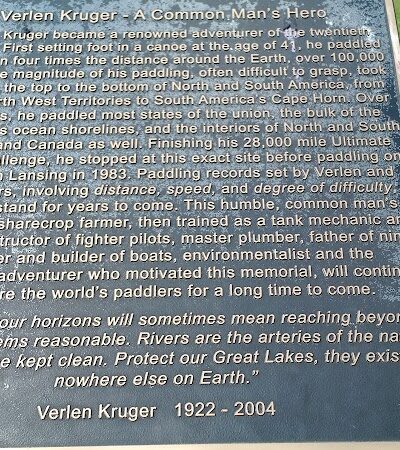 Verlen Kruger - A Common Man's Hero
Kruger became a renowned adventurer of the twentieth
First setting foot in a canoe at the age of 41, he paddled
n four times the distance around the Earth, over 100,000
e magnitude of his paddling, often difficult to grasp, took
the top to the bottom of North and South America, from
rth West Territories to South America's Cape Horn. Over
s, he paddled most states of the union, the bulk of the
s ocean shorelines, and the interiors of North and South
and Canada as well. Finishing his 28,000 mile Ultimate
allenge, he stopped at this exact site before paddling on
n Lansing in 1983. Paddling records set by Verlen and
rs, involving distance, speed, and degree of difficulty,
stand for years to come. This humble, common man's
sharecrop farmer, then trained as a tank mechanic an
tructor of fighter pilots, master plumber, father of nin
er and builder of boats, environmentalist and the
adventurer who motivated this memorial, will contin
re the world's paddlers for a long time to come.
our horizons will sometimes mean reaching beyor
ems reasonable. Rivers are the arteries of the na
e kept clean. Protect our Great Lakes, they exis
nowhere else on Earth."
Verlen Kruger 1922 - 2004